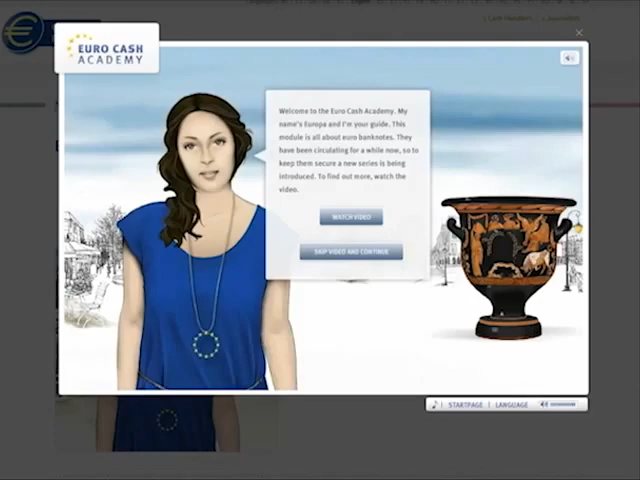 EURO CASH
ACADEMY
Welcome to the Euro Cash Academy. My
name's Europa and I'm your guide. This
module is all about euro banknotes. They
have been circulating for a while now, so to
keep them secure a new series is being
introduced. To find out more, watch the
video.
WATCH VIDEO
SKIP VIDEO AND CONTINUE
STARTPAGE | LANGUAGE